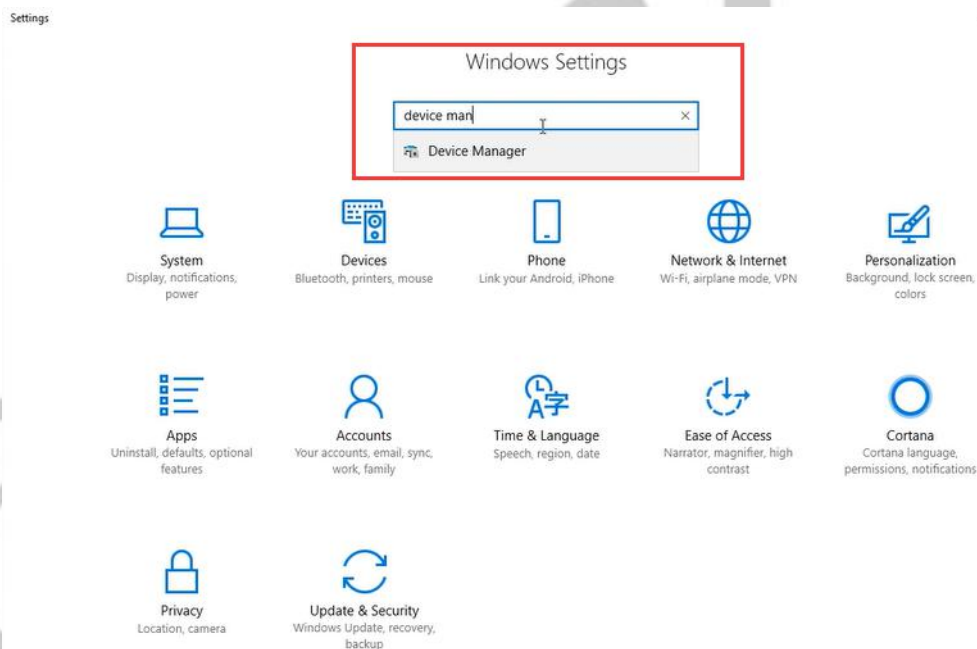 Settings
Windows Settings
device man
Device Manager
System
Display, notifications,
power
Devices
Bluetooth, printers, mouse
Phone
Link your Android, iPhone
Network & Internet
Wi-Fi, airplane mode, VPN
Personalization
Background, lock screen,
colors
Apps
Uninstall, defaults, optional
features
Accounts
Your accounts, email, sync,
work, family
Time & Language
Speech, region, date
Ease of Access
Narrator, magnifier, high
contrast
Cortana
Cortana language,
permissions, notifications
Privacy
Location, camera
Update & Security
Windows Update, recovery,
backup